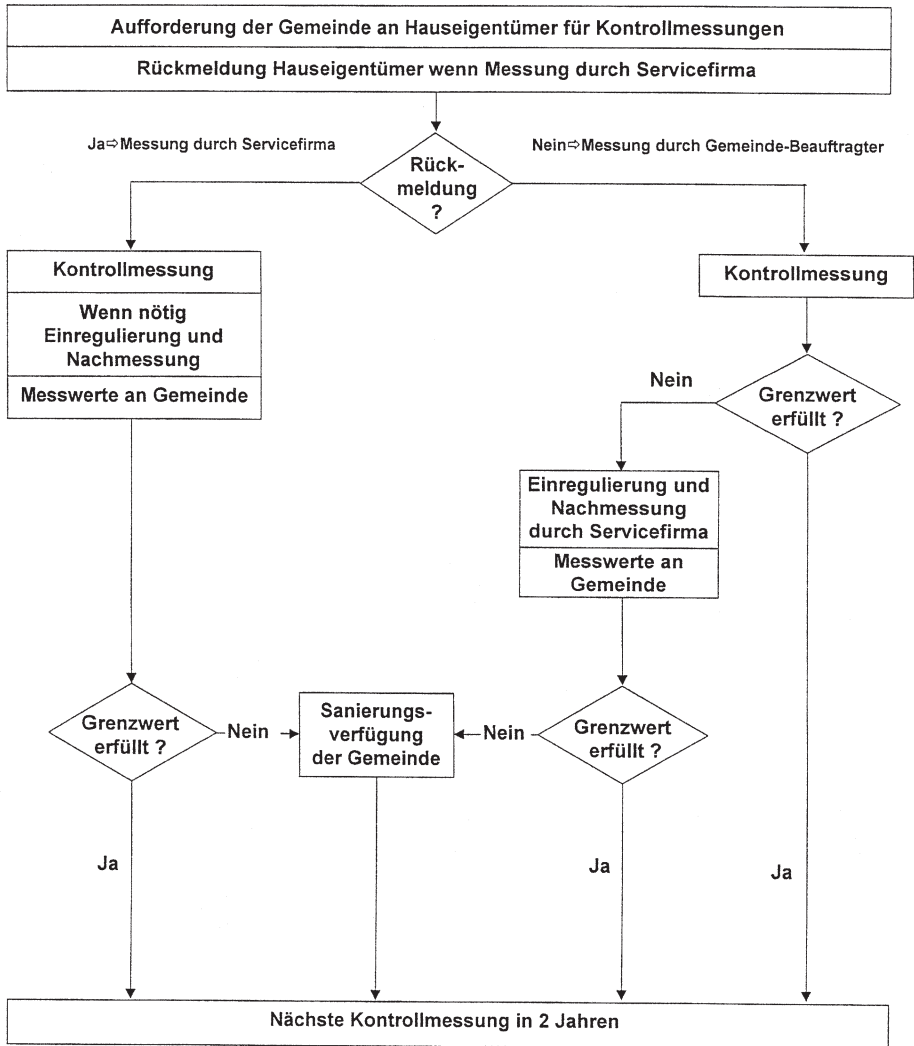 Aufforderung der Gemeinde an Hauseigentümer für Kontrollmessungen
Rückmeldung Hauseigentümer wenn Messung durch Servicefirma
Ja⇨Messung durch Servicefirma
Nein⇨Messung durch Gemeinde-Beauftragter
Rück-
meldung
?
Kontrollmessung
Wenn nötig
Einregulierung und
Nachmessung
Messwerte an Gemeinde
Kontrollmessung
Nein
Grenzwert
erfüllt ?
Einregulierung und
Nachmessung
durch Servicefirma
Messwerte an
Gemeinde
Grenzwert
erfüllt ?
Nein
Sanierungs-
verfügung
der Gemeinde
Nein
Grenzwert
erfüllt ?
Ja
Ja
Ja
Nächste Kontrollmessung in 2 Jahren